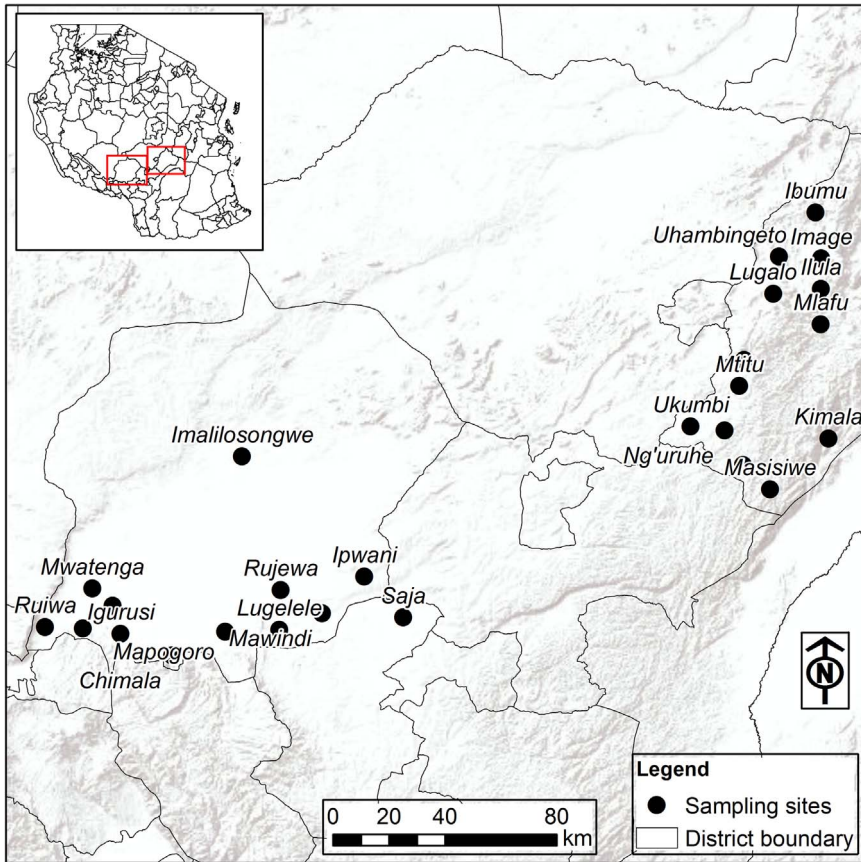 Ibumu
Uhambingeto Image
Lugalo Ilula
Mlafu
Mtitu
Ukumbi
Kimala
Ng'uruhe
Masisiwe
Imalilosongwe
Ipwani
Mwatenga
Rujewa
Saja
Ruiwa
Igurusi
Lugelele
Mapogoro
Mawindi
Chimala
N
Legend
Sampling sites
District boundary
0 20 40 80
km